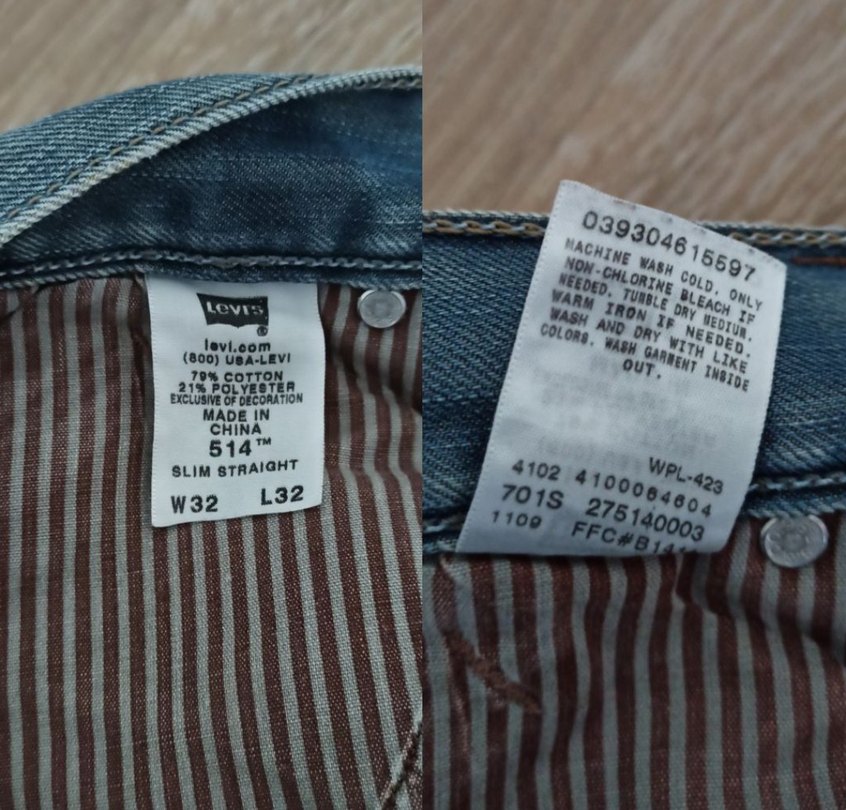 Levi's
®
levi.com
(800) USA-LEVI
79% COTTON
21% POLYESTER
EXCLUSIVE OF DECORATION
MADE IN
CHINA
514™
SLIM STRAIGHT
W32 L32
039304615597
MACHINE WASH COLD, ONLY
NON-CHLORINE BLEACH IF
NEEDED, TUMBLE DRY MEDIUM,
WARM IRON IF NEEDED.
WASH AND DRY WITH LIKE
COLORS. WASH GARMENT INSIDE
OUT.
WPL-423
4102 4100064604
701S 275140003
1109